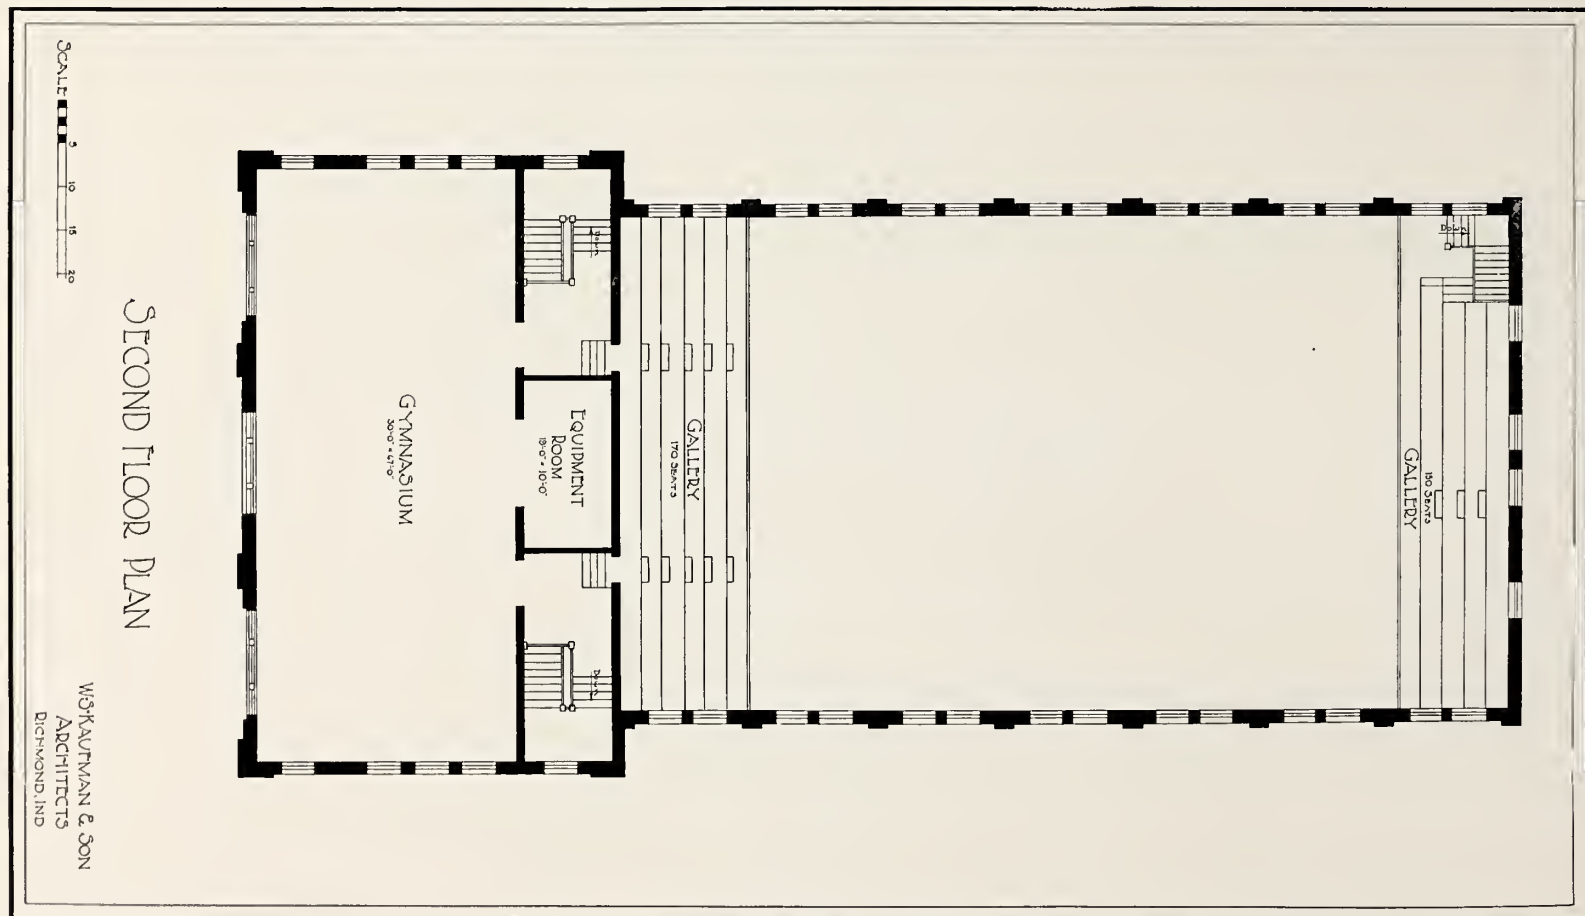 SCALE
5
10
15
20
SECOND FLOOR PLAN
W·S·KAUFMAN & SON
ARCHITECTS
RICHMOND, IND
GYMNASIUM
Down
EQUIPMENT
ROOM
Down
GALLERY
170 SEATS
Down
150 SEATS
GALLERY